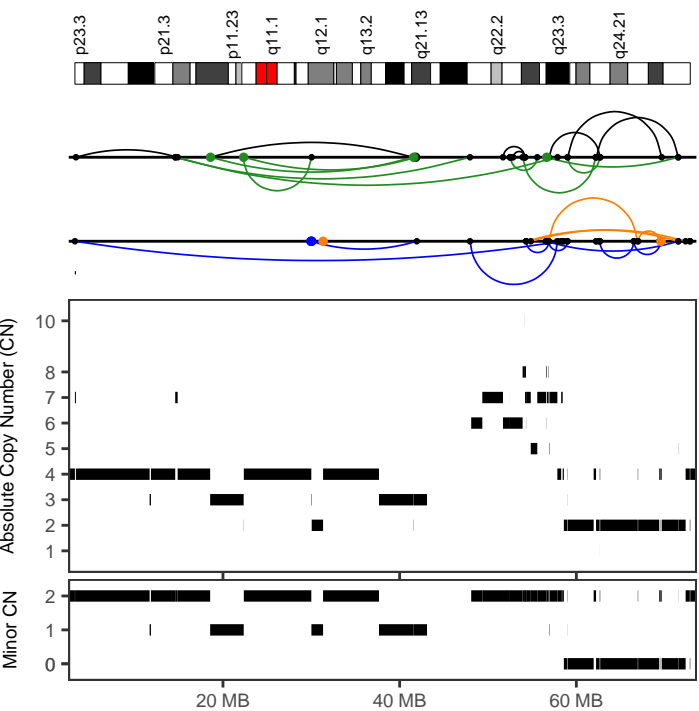 p23.3
p21.3
p11.23
q11.1
q12.1
q13.2
q21.13
q22.2
q23.3
q24.21
Absolute Copy Number (CN)
10
8
7
6
5
4
3
2
1
Minor CN
2
1
0
20 MB
40 MB
60 MB